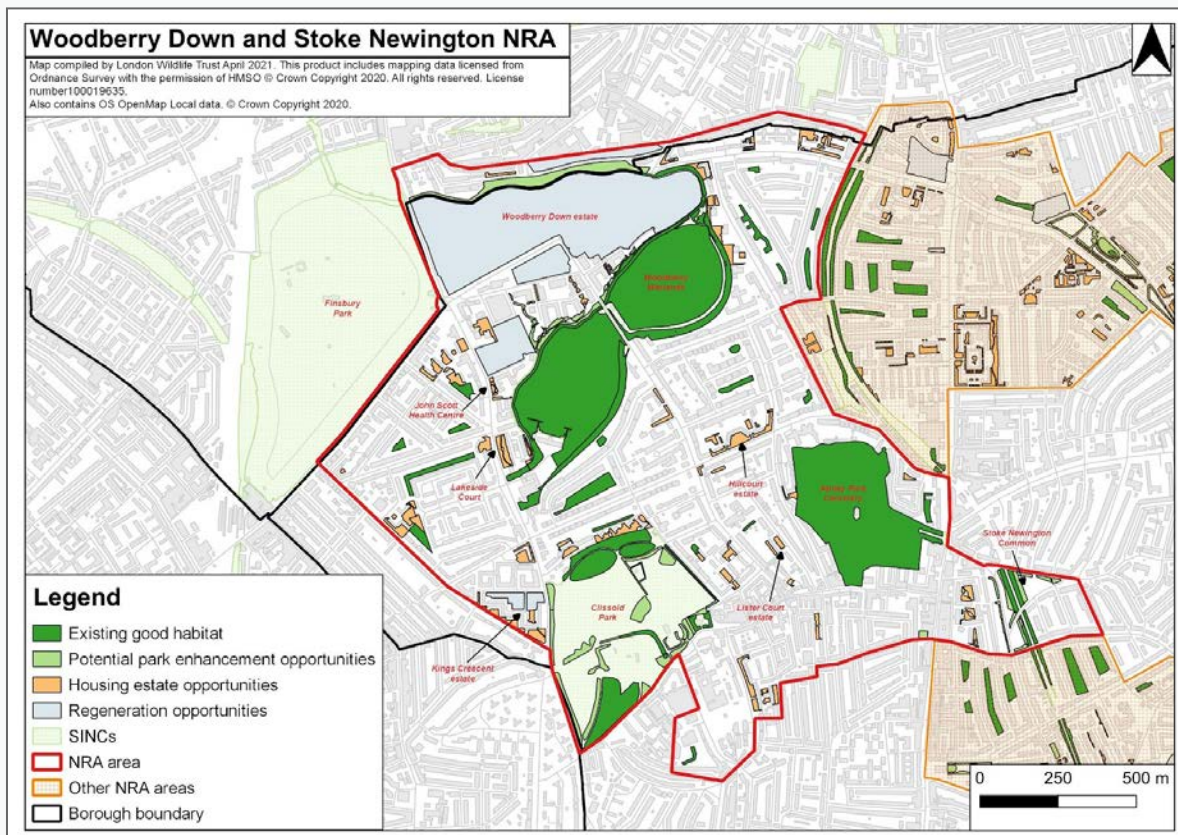 Woodberry Down and Stoke Newington NRA
Map compiled by London Wildlife Trust April 2021. This product includes mapping data licensed from
Ordnance Survey with the permission of HMSO © Crown Copyright 2020. All rights reserved. License
number100019635.
Also contains OS OpenMap Local data. © Crown Copyright 2020.
Woodberry Down estate
Woodberry
Wetlands
Finsbury
Park
John Scott
Health Centre
Lakeside
Court
Hillcourt
estate
Abney Park
Cemetery
Stoke Newington
Common
Clissold
Park
Lister Court
estate
Kings Crescent
estate
Legend
Existing good habitat
Potential park enhancement opportunities
Housing estate opportunities
Regeneration opportunities
SINCs
NRA area
Other NRA areas
Borough boundary
0 250 500 m